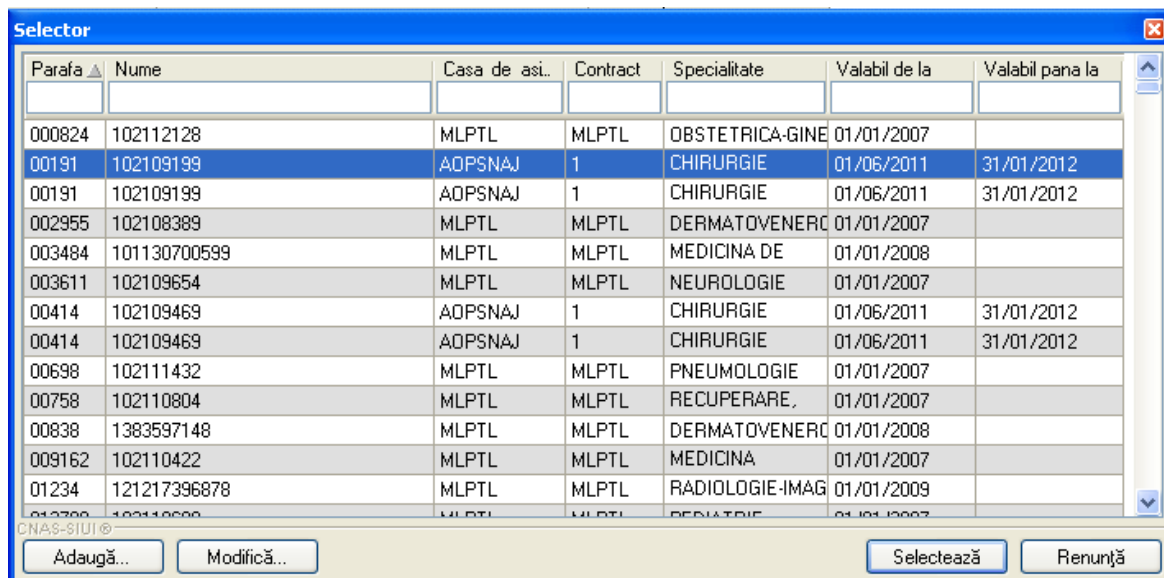 Selector
Parafa Nume Casa de asi.. Contract Specialitate Valabil de la Valabil pana la
000824 102112128 MLPTL MLPTL OBSTETRICA-GINE 01/01/2007
00191 102109199 AOPSNAJ 1 CHIRURGIE 01/06/2011 31/01/2012
00191 102109199 AOPSNAJ 1 CHIRURGIE 01/06/2011 31/01/2012
002955 102108389 MLPTL MLPTL DERMATOVENERO 01/01/2007
003484 101130700599 MLPTL MLPTL MEDICINA DE 01/01/2008
003611 102109654 MLPTL MLPTL NEUROLOGIE 01/01/2007
00414 102109469 AOPSNAJ 1 CHIRURGIE 01/06/2011 31/01/2012
00414 102109469 AOPSNAJ 1 CHIRURGIE 01/06/2011 31/01/2012
00698 102111432 MLPTL MLPTL PNEUMOLOGIE 01/01/2007
00758 102110804 MLPTL MLPTL RECUPERARE, 01/01/2007
00838 1383597148 MLPTL MLPTL DERMATOVENERO 01/01/2008
009162 102110422 MLPTL MLPTL MEDICINA 01/01/2007
01234 121217396878 MLPTL MLPTL RADIOLOGIE-IMAG 01/01/2009
MLPTL MLPTL PEDIATRIE 01/01/2007
CNAS-SIUI®
Adaugă... Modifică... Selectează Renunţă